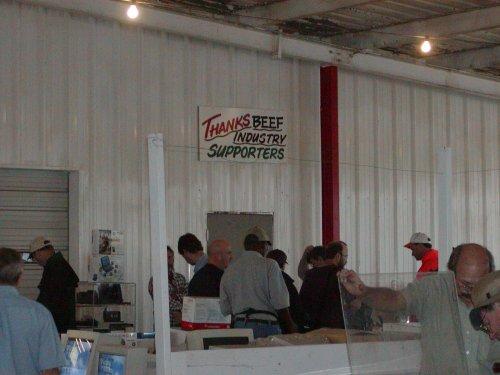 THANKS BEEF
INDUSTRY
SUPPORTERS